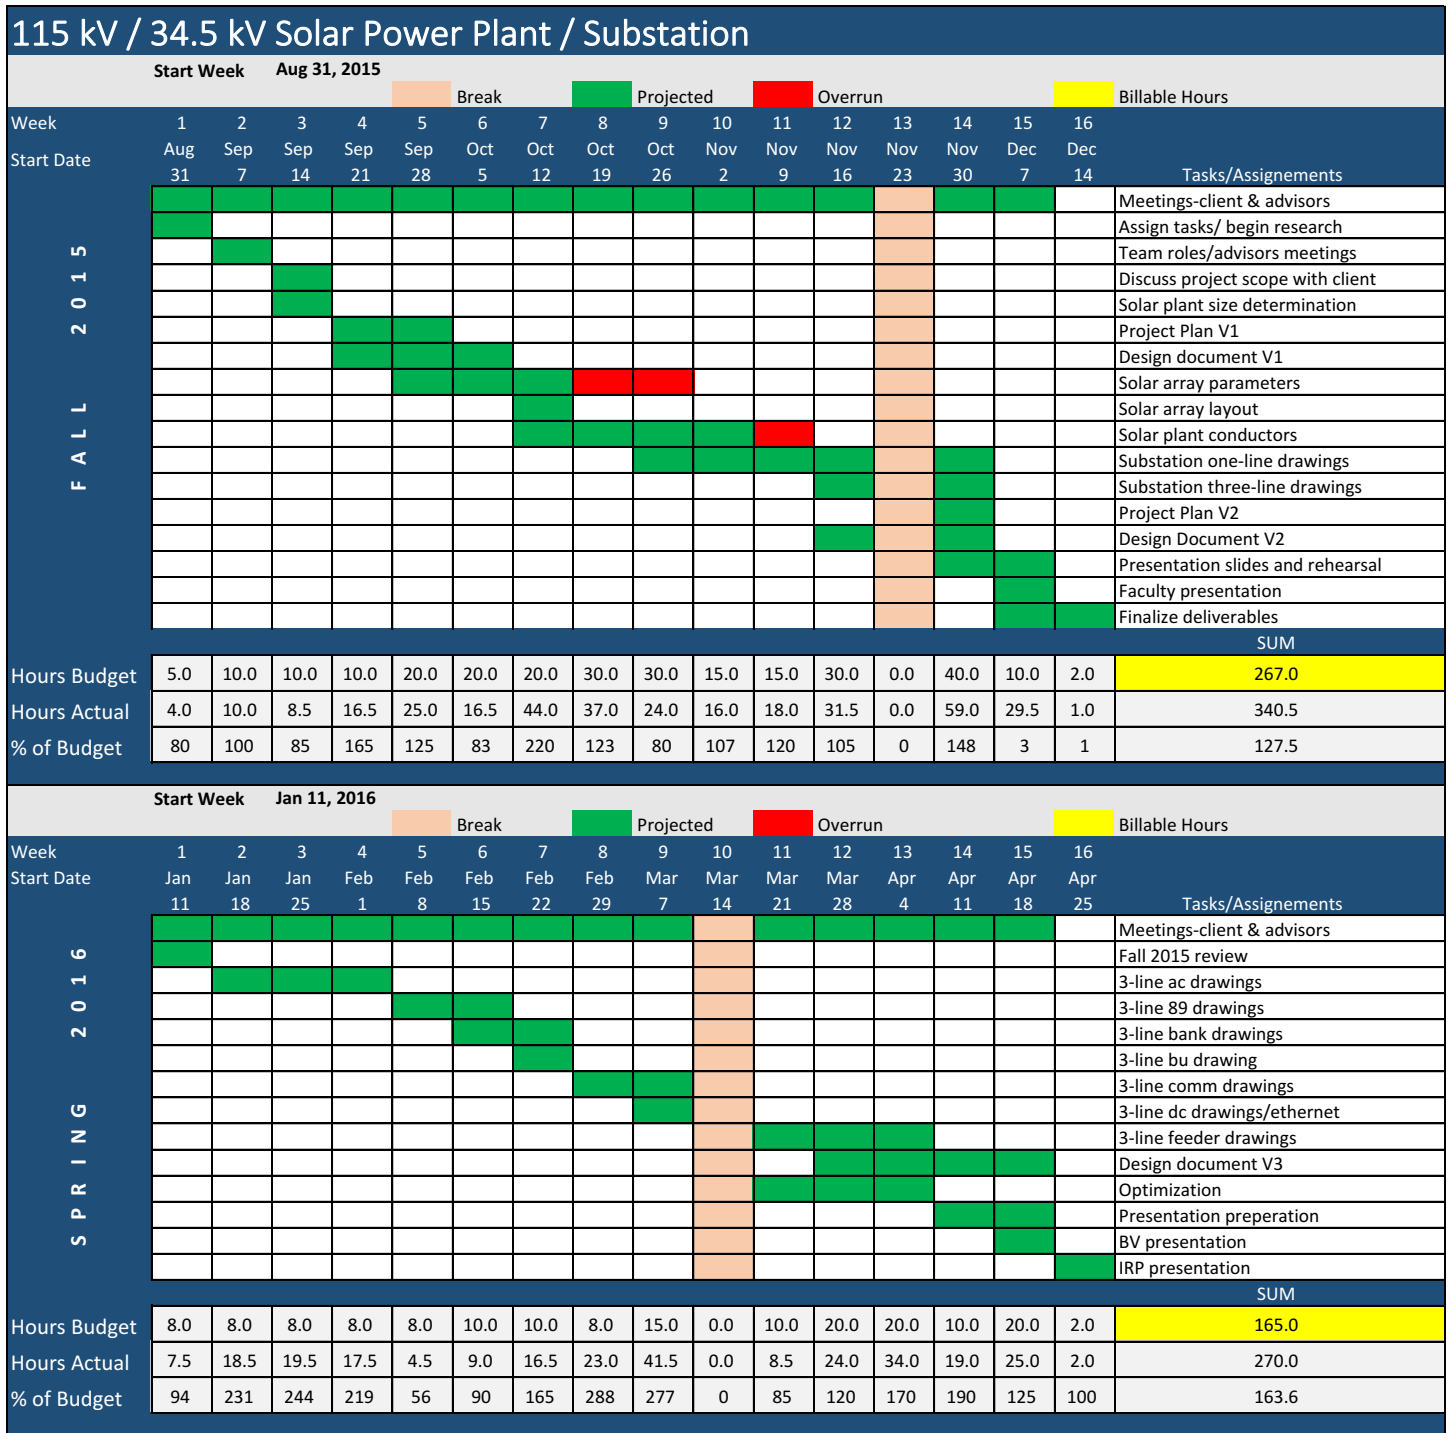 115 kV / 34.5 kV Solar Power Plant / Substation
Start Week Aug 31, 2015
Break Projected Overrun Billable Hours
Week 1 2 3 4 5 6 7 8 9 10 11 12 13 14 15 16
Start Date Aug Sep Sep Sep Sep Oct Oct Oct Oct Nov Nov Nov Nov Nov Dec Dec
31 7 14 21 28 5 12 19 26 2 9 16 23 30 7 14 Tasks/Assignements
FALL 2015
Meetings-client & advisors
Assign tasks/ begin research
Team roles/advisors meetings
Discuss project scope with client
Solar plant size determination
Project Plan V1
Design document V1
Solar array parameters
Solar array layout
Solar plant conductors
Substation one-line drawings
Substation three-line drawings
Project Plan V2
Design Document V2
Presentation slides and rehearsal
Faculty presentation
Finalize deliverables
SUM
Hours Budget 5.0 10.0 10.0 10.0 20.0 20.0 20.0 30.0 30.0 15.0 15.0 30.0 0.0 40.0 10.0 2.0 267.0
Hours Actual 4.0 10.0 8.5 16.5 25.0 16.5 44.0 37.0 24.0 16.0 18.0 31.5 0.0 59.0 29.5 1.0 340.5
% of Budget 80 100 85 165 125 83 220 123 80 107 120 105 0 148 3 1 127.5
Start Week Jan 11, 2016
Break Projected Overrun Billable Hours
Week 1 2 3 4 5 6 7 8 9 10 11 12 13 14 15 16
Start Date Jan Jan Jan Feb Feb Feb Feb Feb Mar Mar Mar Mar Apr Apr Apr Apr
11 18 25 1 8 15 22 29 7 14 21 28 4 11 18 25 Tasks/Assignements
SPRING 2016
Meetings-client & advisors
Fall 2015 review
3-line ac drawings
3-line 89 drawings
3-line bank drawings
3-line bu drawing
3-line comm drawings
3-line dc drawings/ethernet
3-line feeder drawings
Design document V3
Optimization
Presentation preperation
BV presentation
IRP presentation
SUM
Hours Budget 8.0 8.0 8.0 8.0 8.0 10.0 10.0 8.0 15.0 0.0 10.0 20.0 20.0 10.0 20.0 2.0 165.0
Hours Actual 7.5 18.5 19.5 17.5 4.5 9.0 16.5 23.0 41.5 0.0 8.5 24.0 34.0 19.0 25.0 2.0 270.0
% of Budget 94 231 244 219 56 90 165 288 277 0 85 120 170 190 125 100 163.6